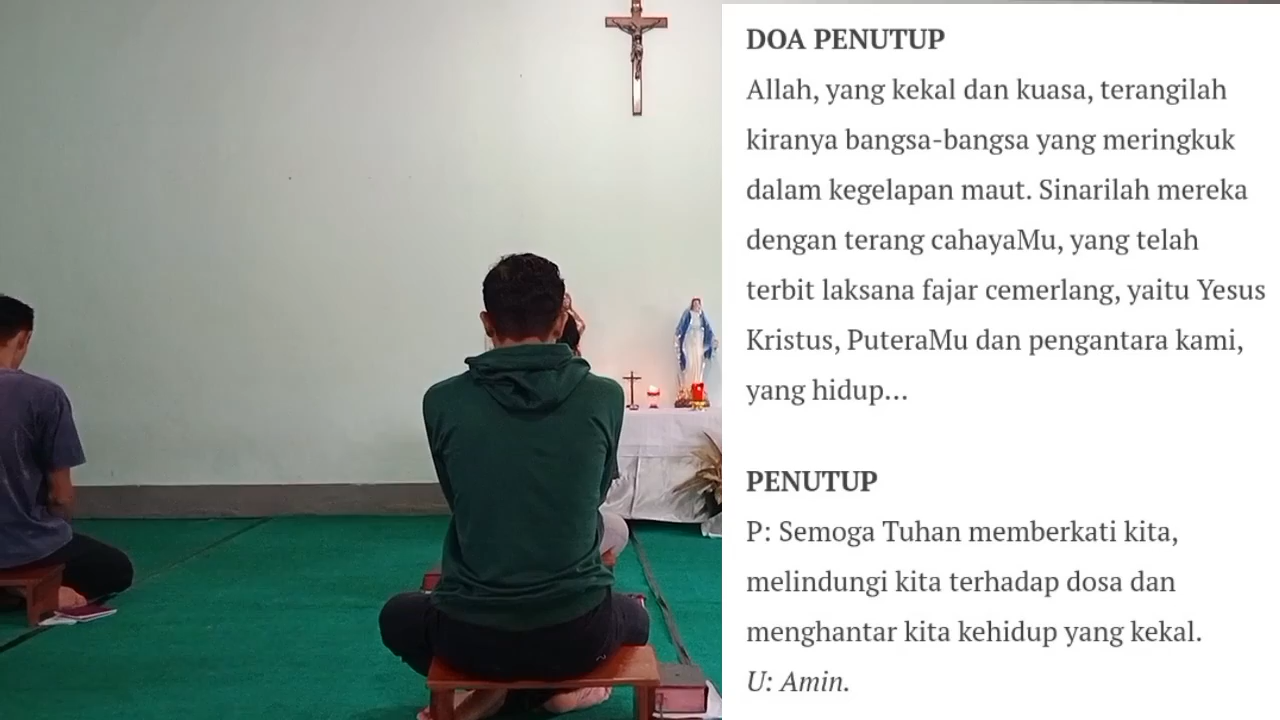 DOA PENUTUP
Allah, yang kekal dan kuasa, terangilah
kiranya bangsa-bangsa yang meringkuk
dalam kegelapan maut. Sinarilah mereka
dengan terang cahayaMu, yang telah
terbit laksana fajar cemerlang, yaitu Yesus
Kristus, PuteraMu dan pengantara kami,
yang hidup...
PENUTUP
P: Semoga Tuhan memberkati kita,
melindungi kita terhadap dosa dan
menghantar kita kehidup yang kekal.
U: Amin.